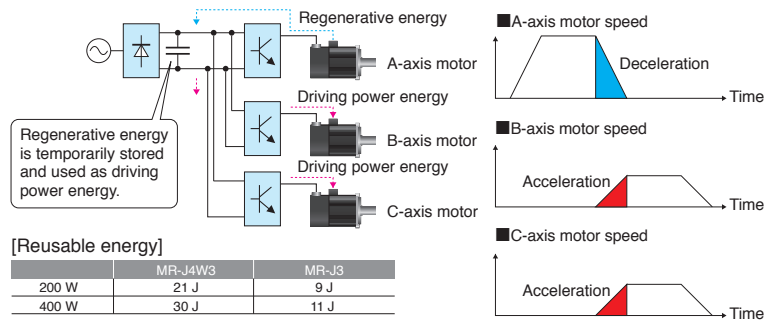 Regenerative energy
A-axis motor
Driving power energy
B-axis motor
Driving power energy
C-axis motor
Regenerative energy
is temporarily stored
and used as driving
power energy.
[Reusable energy]
MR-J4W3 MR-J3
200 W 21 J 9 J
400 W 30 J 11 J
■A-axis motor speed
Deceleration
Time
■B-axis motor speed
Acceleration
Time
■C-axis motor speed
Acceleration
Time